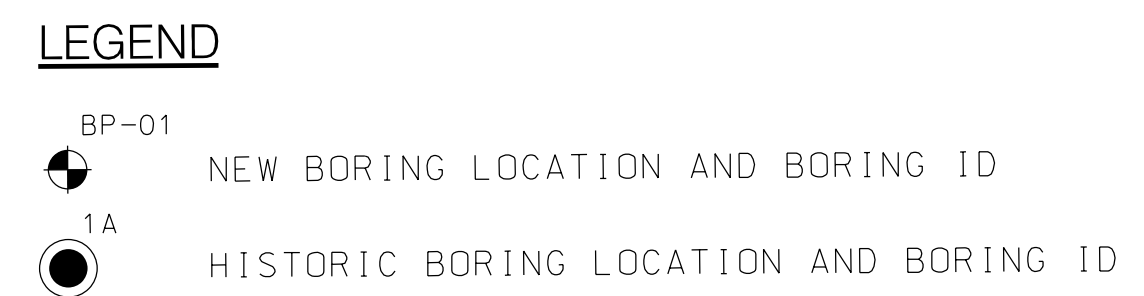 LEGEND
BP-01
NEW BORING LOCATION AND BORING ID
1A
HISTORIC BORING LOCATION AND BORING ID